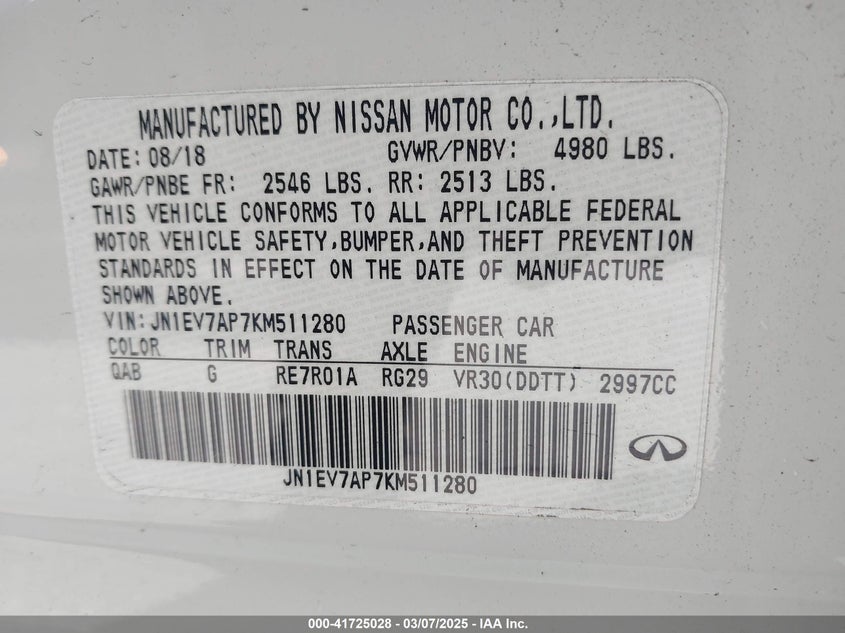 MANUFACTURED BY NISSAN MOTOR CO.,LTD.
DATE: 08/18 GVWR/PNBV: 4980 LBS.
GAWR/PNBE FR: 2546 LBS. RR: 2513 LBS.
THIS VEHICLE CONFORMS TO ALL APPLICABLE FEDERAL
MOTOR VEHICLE SAFETY,BUMPER,AND THEFT PREVENTION
STANDARDS IN EFFECT ON THE DATE OF MANUFACTURE
SHOWN ABOVE.
VIN: JN1EV7AP7KM511280 PASSENGER CAR
COLOR TRIM TRANS AXLE ENGINE
QAB G RE7R01A RG29 VR30(DDTT) 2997CC
JN1EV7AP7KM511280
000-41725028 - 03/07/2025 - IAA Inc.